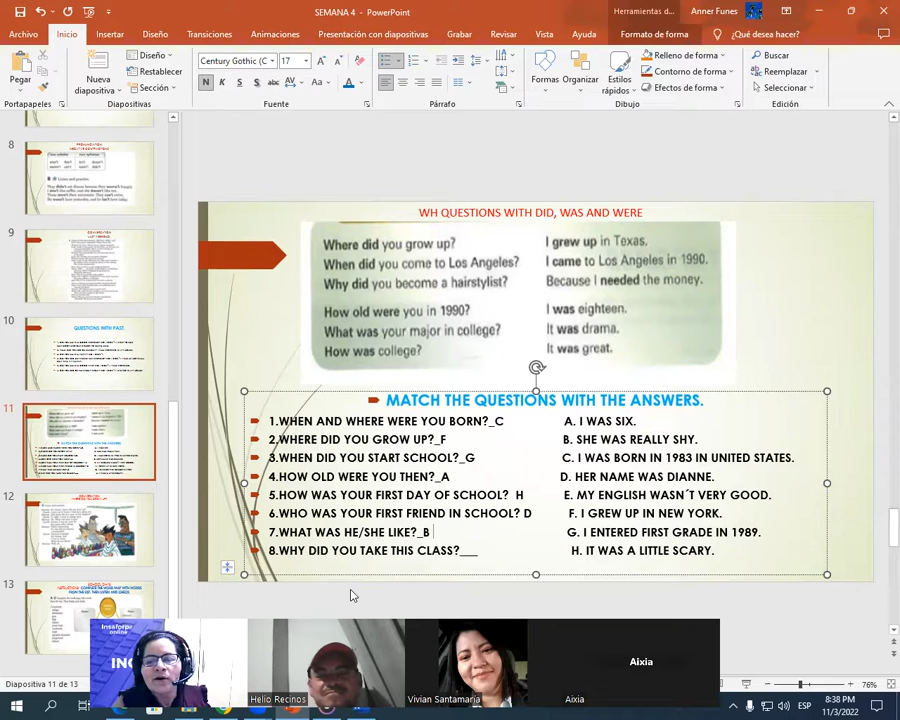 SEMANA 4 - PowerPoint
Herramientas d...
Anner Funes
Archivo Inicio Insertar Diseño Transiciones Animaciones Presentación con diapositivas Grabar Revisar Vista Ayuda Formato de forma ¿Qué desea hacer?
Pegar
Nueva diapositiva
Diseño
Restablecer
Sección
Century Gothic (C 17
N K S abc AV Aa A
Formas Organizar Estilos rápidos
Relleno de forma
Contorno de forma
Efectos de forma
Buscar
Reemplazar
Seleccionar
Portapapeles Diapositivas Fuente Párrafo Dibujo Edición
8
9
10
QUESTIONS WITH PAST.
11
12
13
WH QUESTIONS WITH DID, WAS AND WERE
Where did you grow up? I grew up in Texas.
When did you come to Los Angeles? I came to Los Angeles in 1990.
Why did you become a hairstylist? Because I needed the money.
How old were you in 1990? I was eighteen.
What was your major in college? It was drama.
How was college? It was great.
MATCH THE QUESTIONS WITH THE ANSWERS.
1.WHEN AND WHERE WERE YOU BORN?_C A. I WAS SIX.
2.WHERE DID YOU GROW UP?_F B. SHE WAS REALLY SHY.
3.WHEN DID YOU START SCHOOL?_G C. I WAS BORN IN 1983 IN UNITED STATES.
4.HOW OLD WERE YOU THEN?_A D. HER NAME WAS DIANNE.
5.HOW WAS YOUR FIRST DAY OF SCHOOL? H E. MY ENGLISH WASN´T VERY GOOD.
6.WHO WAS YOUR FIRST FRIEND IN SCHOOL? D F. I GREW UP IN NEW YORK.
7.WHAT WAS HE/SHE LIKE?_B G. I ENTERED FIRST GRADE IN 1989.
8.WHY DID YOU TAKE THIS CLASS?___ H. IT WAS A LITTLE SCARY.
Insaforp
online
Helio Recinos
Vivian Santamaría
Aixia
Aixia
Diapositiva 11 de 13
76%
ESP
8:38 PM
11/3/2022